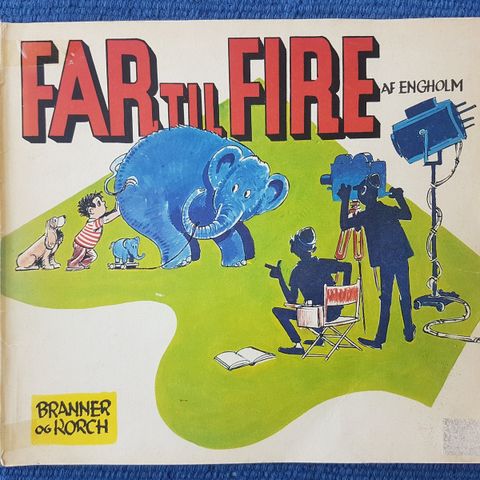 FAR TIL FIRE
AF ENGHOLM
BRANNER
OG KORCH